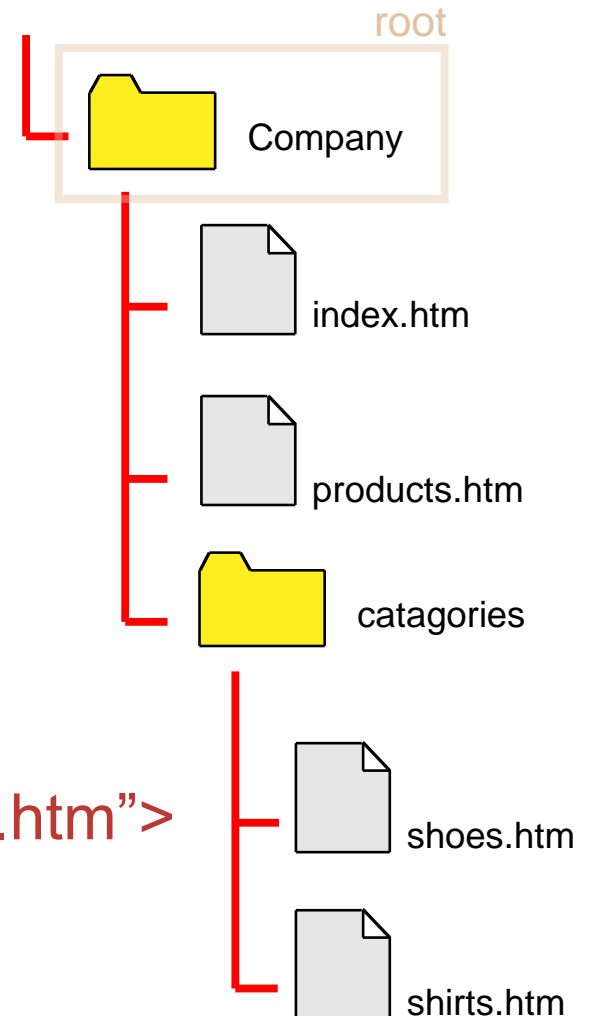 root
Company
index.htm
products.htm
catagories
.htm”>
shoes.htm
shirts.htm